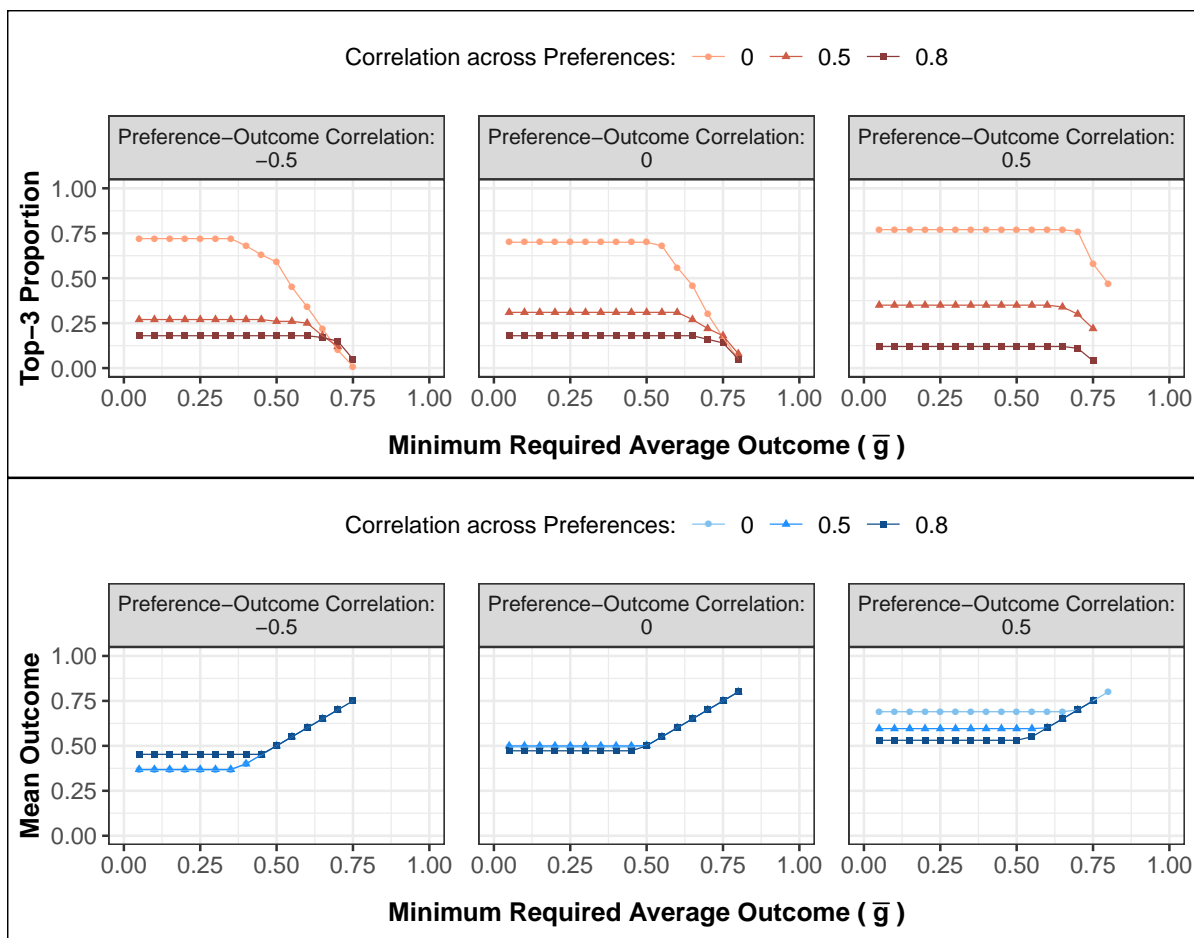 Correlation across Preferences: 0 0.5 0.8
Preference−Outcome Correlation: Preference−Outcome Correlation: Preference−Outcome Correlation:
−0.5 0 0.5
Top−3 Proportion
1.00
0.75
0.50
0.25
0.00
0.00 0.25 0.50 0.75 1.00 0.00 0.25 0.50 0.75 1.00 0.00 0.25 0.50 0.75 1.00
Minimum Required Average Outcome ( g̅ )
Correlation across Preferences: 0 0.5 0.8
Preference−Outcome Correlation: Preference−Outcome Correlation: Preference−Outcome Correlation:
−0.5 0 0.5
Mean Outcome
1.00
0.75
0.50
0.25
0.00
0.00 0.25 0.50 0.75 1.00 0.00 0.25 0.50 0.75 1.00 0.00 0.25 0.50 0.75 1.00
Minimum Required Average Outcome ( g̅ )